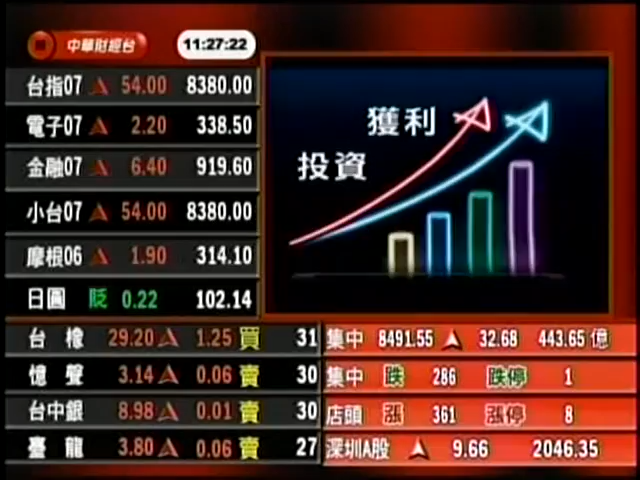 中華財經台 11:27:22
台指07 54.00 8380.00
電子07 2.20 338.50
金融07 6.40 919.60
小台07 54.00 8380.00
摩根06 1.90 314.10
日圓 貶 0.22 102.14
獲利
投資
台橡 29.20 1.25 買 31
憶聲 3.14 0.06 賣 30
台中銀 8.98 0.01 賣 30
臺龍 3.80 0.06 賣 27
集中 8491.55 32.68 443.65億
集中 跌 286 跌停 1
店頭 漲 361 漲停 8
深圳A股 9.66 2046.35